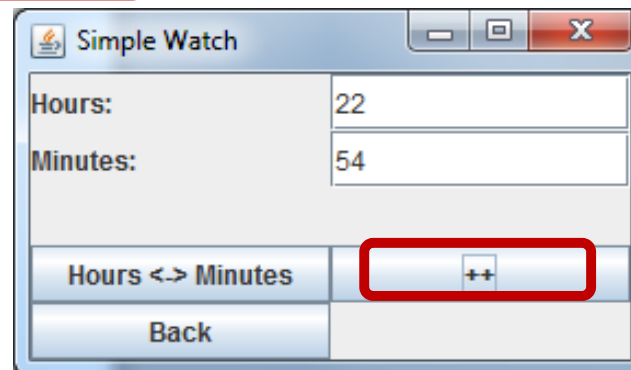 Simple Watch
Hours: 22
Minutes: 54
Hours <-> Minutes ++
Back